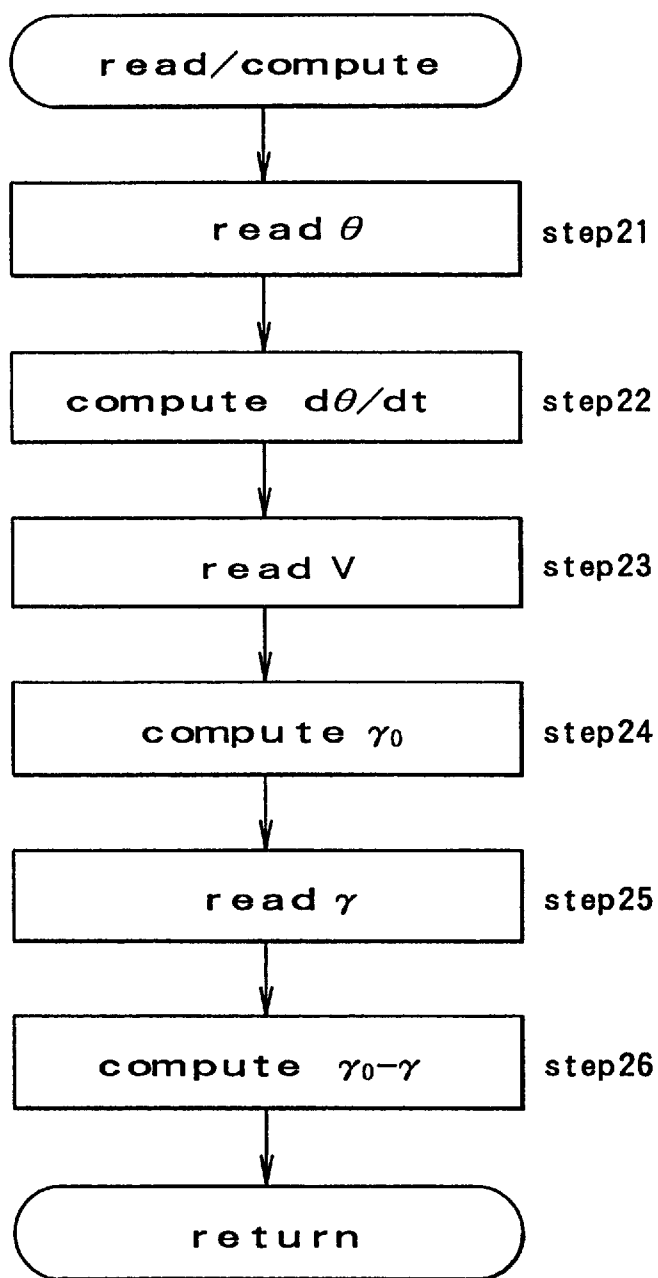 read/compute
read θ step21
compute dθ/dt step22
read V step23
compute γ₀ step24
read γ step25
compute γ₀−γ step26
return